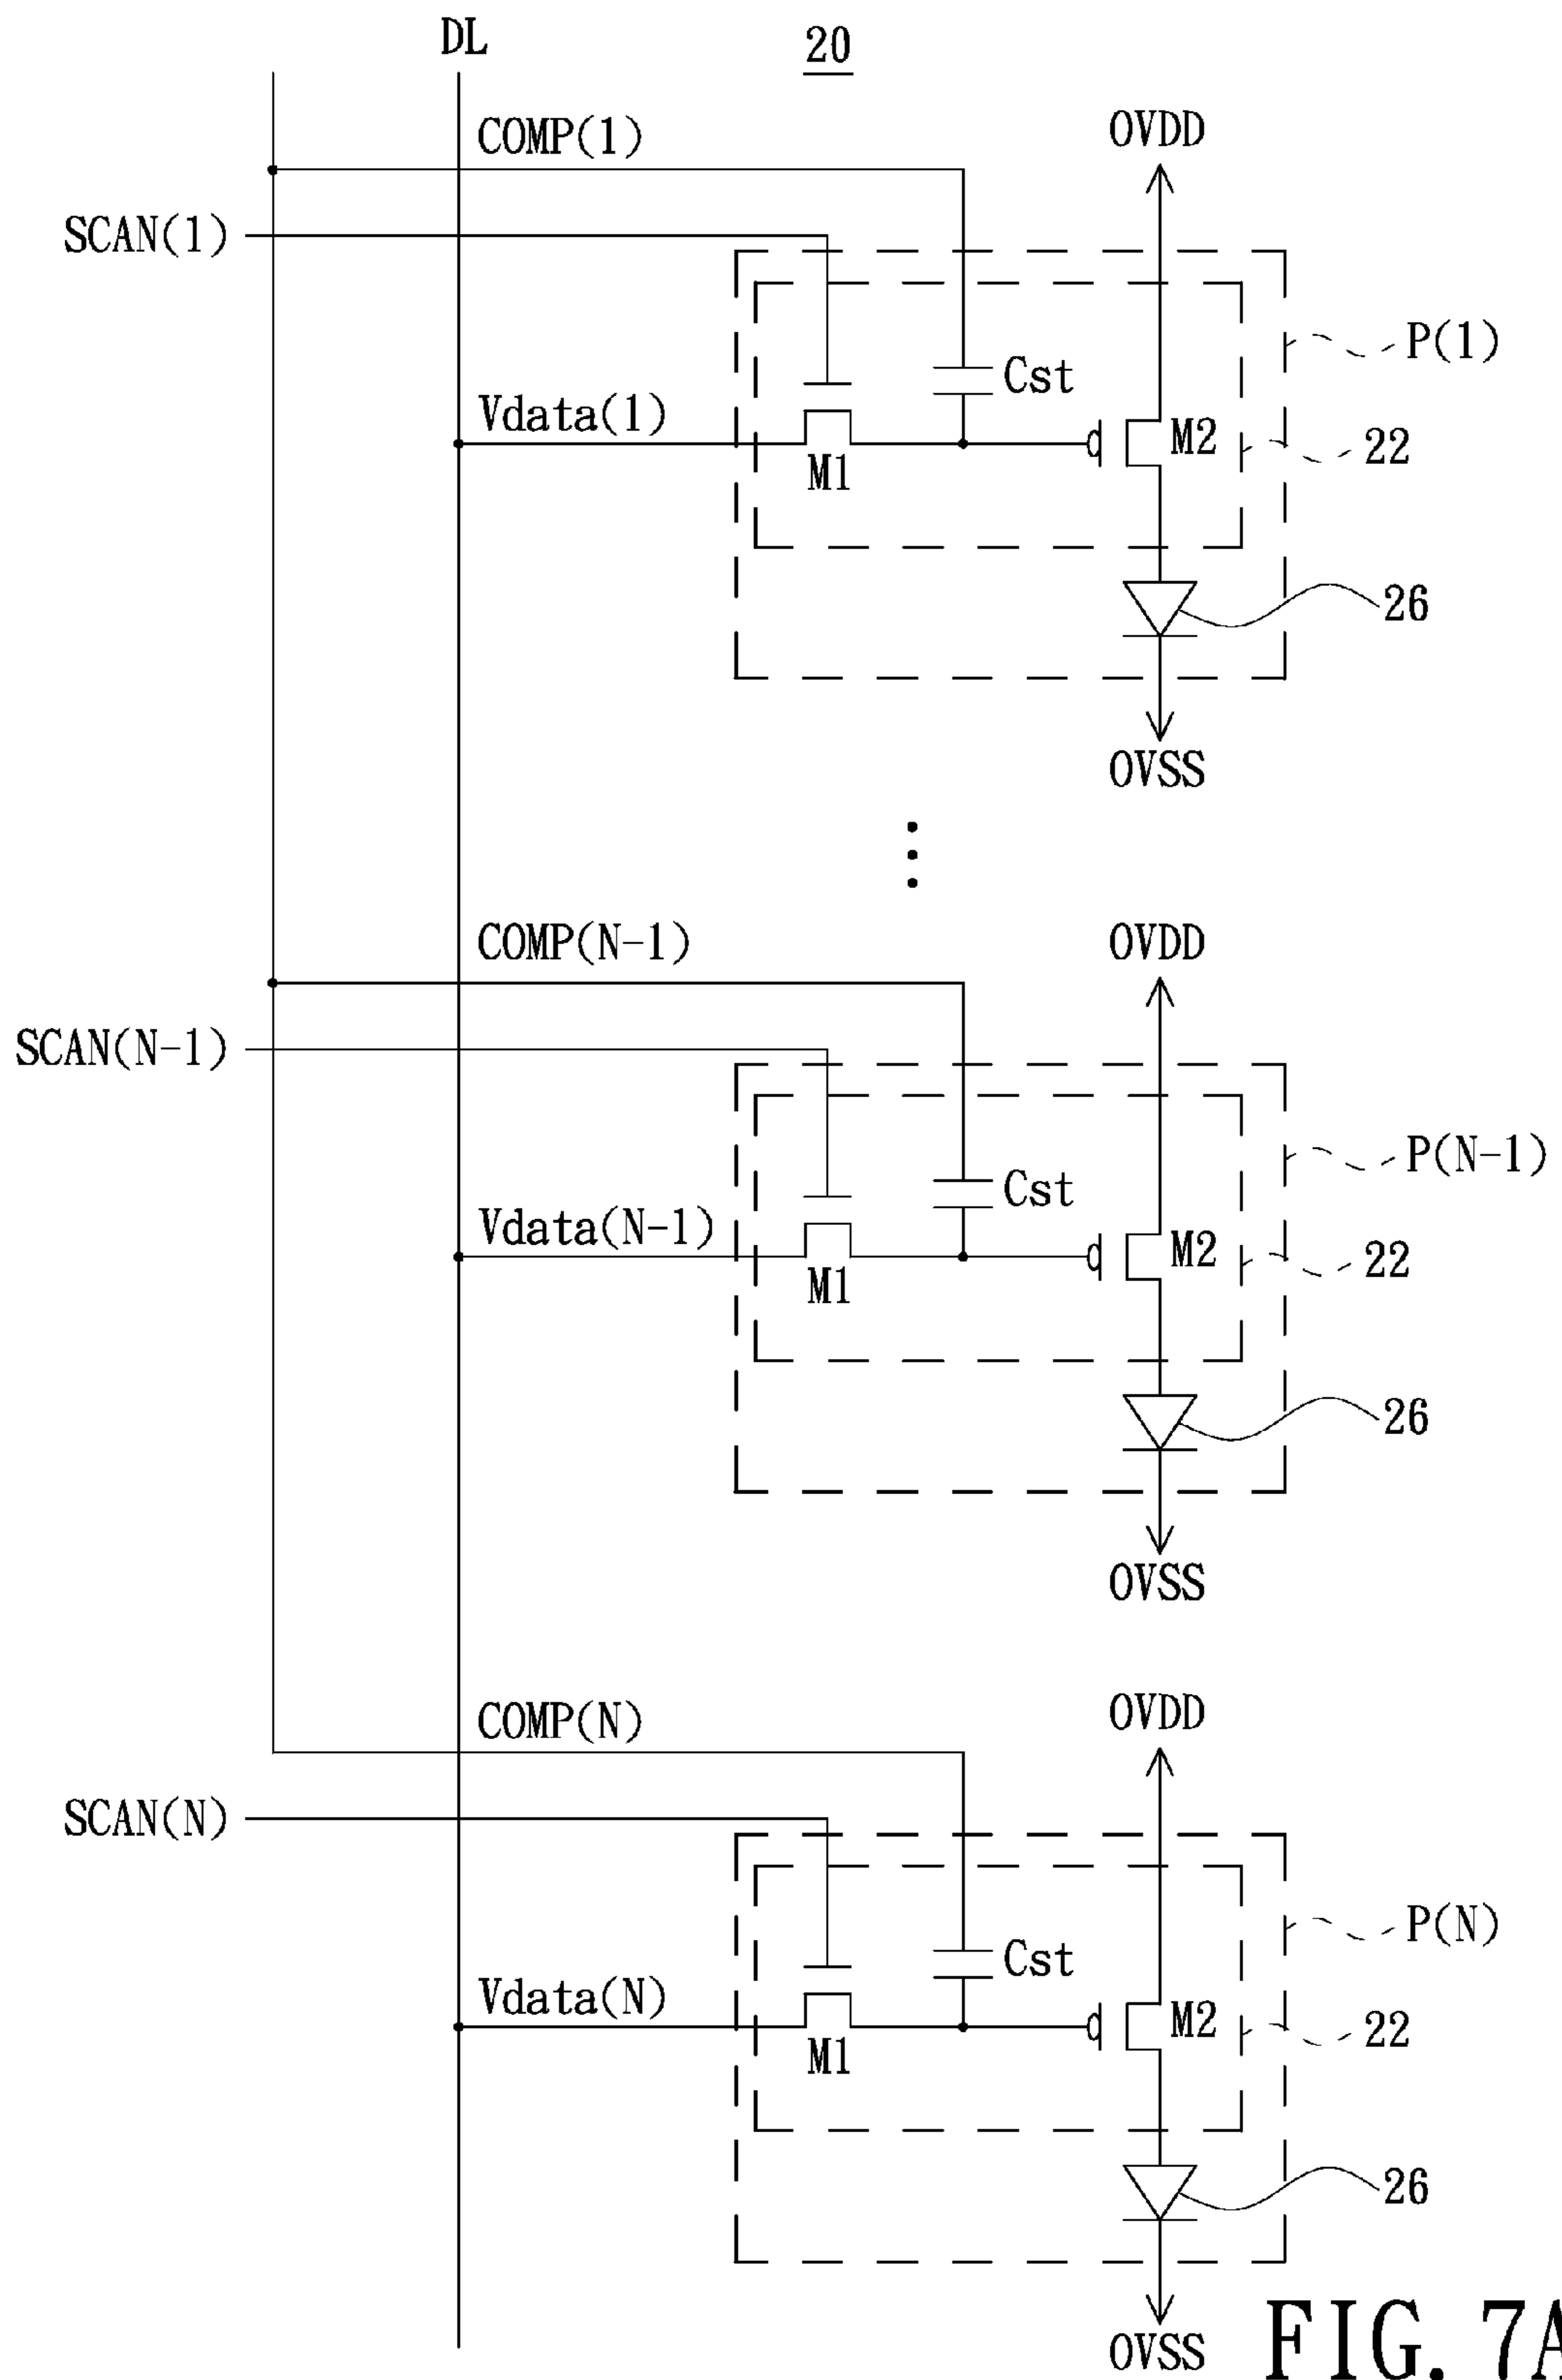 DL
20
COMP(1)
OVDD
SCAN(1)
P(1)
Cst
Vdata(1)
M2
22
M1
26
OVSS
COMP(N-1)
OVDD
SCAN(N-1)
P(N-1)
Cst
Vdata(N-1)
M2
22
M1
26
OVSS
COMP(N)
OVDD
SCAN(N)
P(N)
Cst
Vdata(N)
M2
22
M1
26
OVSS
FIG. 7A